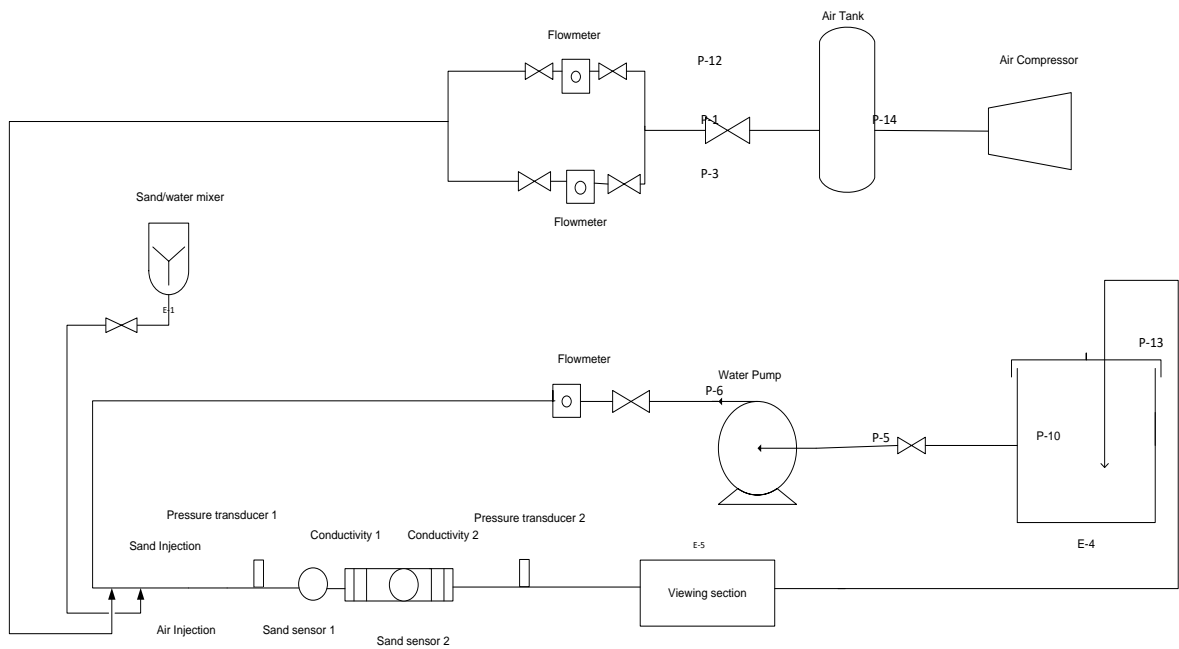 Air Tank
Flowmeter
P-12
Air Compressor
P-1
P-14
P-3
Sand/water mixer
Flowmeter
E-1
P-13
Flowmeter
Water Pump
P-6
P-5
P-10
Pressure transducer 1
Pressure transducer 2
Conductivity 1
Conductivity 2
Sand Injection
E-5
E-4
Viewing section
Air Injection
Sand sensor 1
Sand sensor 2